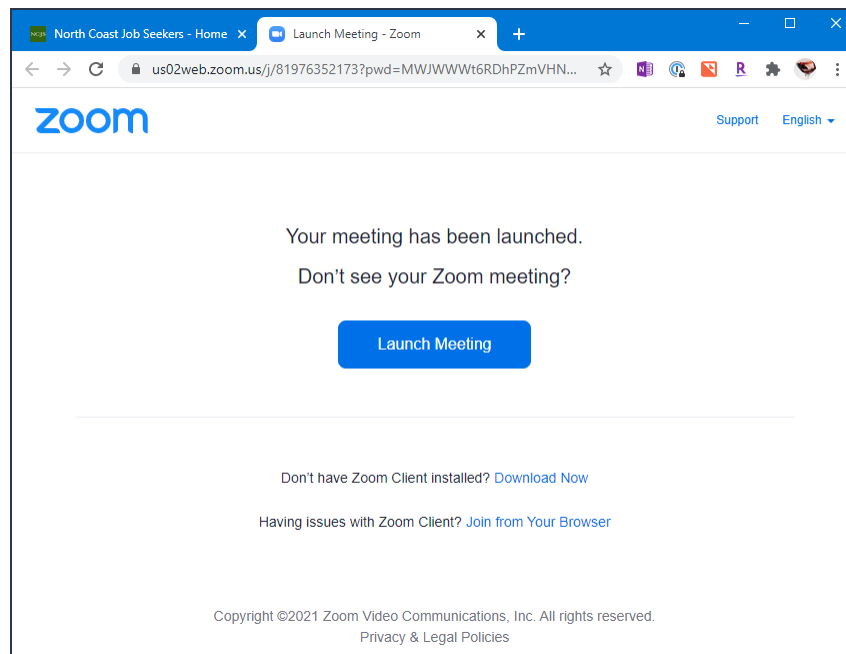 NCJS North Coast Job Seekers - Home
Launch Meeting - Zoom
us02web.zoom.us/j/81976352173?pwd=MWJWWWt6RDhPZmVHN...
N
R
zoom
Support
English
Your meeting has been launched.
Don't see your Zoom meeting?
Launch Meeting
Don't have Zoom Client installed? Download Now
Having issues with Zoom Client? Join from Your Browser
Copyright ©2021 Zoom Video Communications, Inc. All rights reserved.
Privacy & Legal Policies